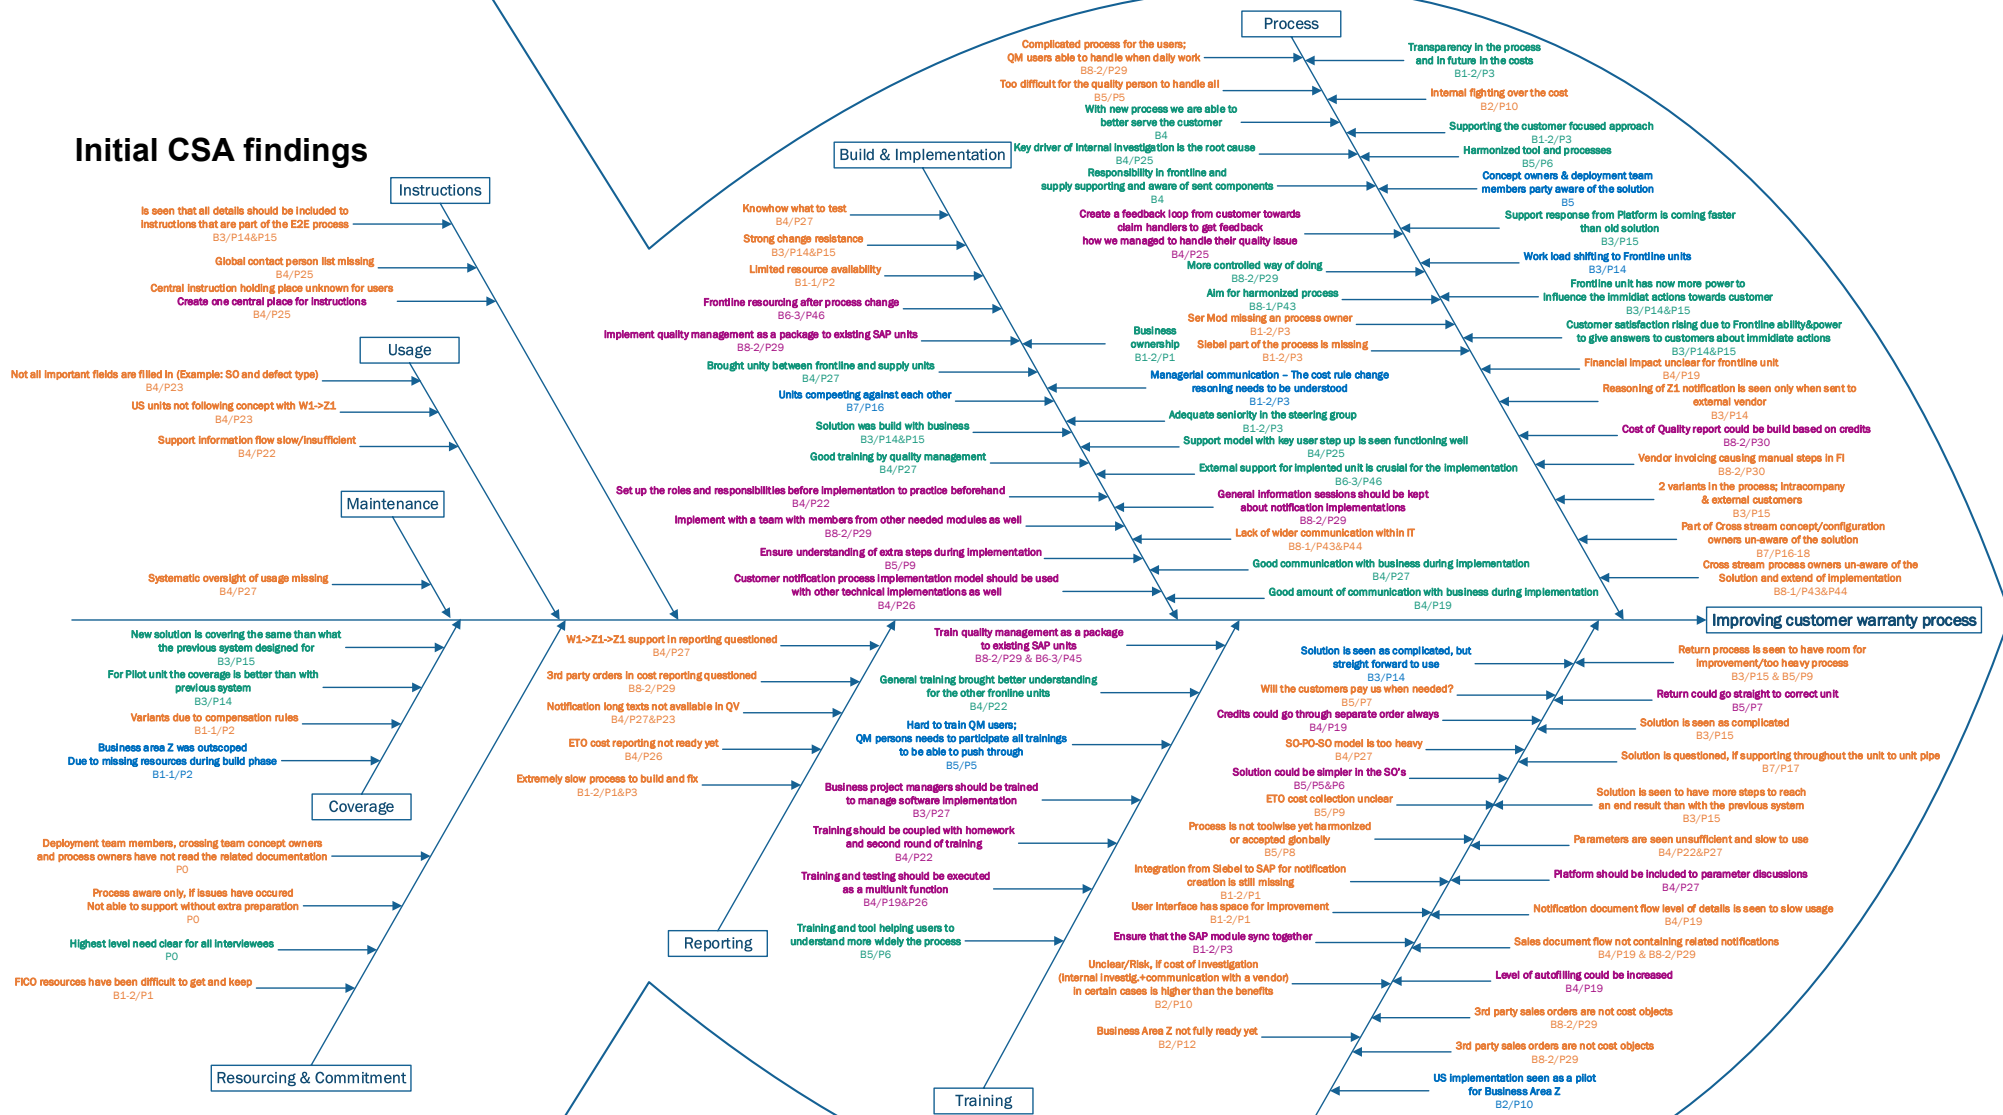 Initial CSA findings
Instructions
Is seen that all details should be included to
Instructions that are part of the E2E process
B3/P14&P15
Global contact person list missing
B4/P25
Central instruction holding place unknown for users
Create one central place for instructions
B4/P25
Usage
Not all important fields are filled in (Example: SO and defect type)
B4/P23
US units not following concept with W1->Z1
B4/P23
Support information flow slow/insufficient
B4/P22
Maintenance
Systematic oversight of usage missing
B4/P27
Build & Implementation
Knowhow what to test
B4/P27
Strong change resistance
B3/P14&P15
Limited resource availability
B1-1/P2
Frontline resourcing after process change
B6-3/P46
Implement quality management as a package to existing SAP units
B8-2/P29
Brought unity between frontline and supply units
B4/P27
Units competing against each other
B7/P16
Solution was build with business
B3/P14&P15
Good training by quality management
B4/P27
Set up the roles and responsibilities before implementation to practice beforehand
B4/P22
Implement with a team with members from other needed modules as well
B8-2/P29
Ensure understanding of extra steps during implementation
B5/P9
Customer notification process implementation model should be used
with other technical implementations as well
B4/P26
Business
ownership
B1-2/P1
Managerial communication – The cost rule change
resoning needs to be understood
B1-2/P3
Adequate seniority in the steering group
B1-2/P3
Support model with key user step up is seen functioning well
B4/P25
External support for implented unit is crusial for the implementation
B6-3/P46
General information sessions should be kept
about notification implementations
B8-2/P29
Lack of wider communication within IT
B8-1/P43&P44
Good communication with business during implementation
B4/P27
Good amount of communication with business during implementation
B4/P19
Process
Complicated process for the users;
QM users able to handle when daily work
B8-2/P29
Too difficult for the quality person to handle all
B5/P5
With new process we are able to
better serve the customer
B4
Key driver of Internal investigation is the root cause
B4/P25
Responsibility in frontline and
supply supporting and aware of sent components
B4
Create a feedback loop from customer towards
claim handlers to get feedback
how we managed to handle their quality issue
B4/P25
More controlled way of doing
B8-2/P29
Aim for harmonized process
B8-1/P43
Ser Mod missing an process owner
B1-2/P3
Siebel part of the process is missing
B1-2/P3
Transparency in the process
and in future in the costs
B1-2/P3
Internal fighting over the cost
B2/P10
Supporting the customer focused approach
B1-2/P3
Harmonized tool and processes
B5/P6
Concept owners & deployment team
members party aware of the solution
B5
Support response from Platform is coming faster
than old solution
B3/P15
Work load shifting to Frontline units
B3/P14
Frontline unit has now more power to
influence the immidiat actions towards customer
B3/P14&P15
Customer satisfaction rising due to Frontline ability&power
to give answers to customers about immidiate actions
B3/P14&P15
Financial impact unclear for frontline unit
B4/P19
Reasoning of Z1 notification is seen only when sent to
external vendor
B3/P14
Cost of Quality report could be build based on credits
B8-2/P30
Vendor invoicing causing manual steps in FI
B8-2/P30
2 variants in the process; Intracompany
& external customers
B3/P15
Part of Cross stream concept/configuration
owners un-aware of the solution
B7/P16-18
Cross stream process owners un-aware of the
Solution and extend of implementation
B8-1/P43&P44
Improving customer warranty process
New solution is covering the same than what
the previous system designed for
B3/P15
For Pilot unit the coverage is better than with
previous system
B3/P14
Variants due to compensation rules
B1-1/P2
Business area Z was outscoped
Due to missing resources during build phase
B1-1/P2
Coverage
Deployment team members, crossing team concept owners
and process owners have not read the related documentation
P0
Process aware only, if issues have occured
Not able to support without extra preparation
P0
Highest level need clear for all interviewees
P0
FICO resources have been difficult to get and keep
B1-2/P1
Resourcing & Commitment
W1->Z1->Z1 support in reporting questioned
B4/P27
3rd party orders in cost reporting questioned
B8-2/P29
Notification long texts not available in QV
B4/P27&P23
ETO cost reporting not ready yet
B4/P26
Extremely slow process to build and fix
B1-2/P1&P3
Reporting
Train quality management as a package
to existing SAP units
B8-2/P29 & B6-3/P45
General training brought better understanding
for the other fronline units
B4/P22
Hard to train QM users;
QM persons needs to participate all trainings
to be able to push through
B5/P5
Business project managers should be trained
to manage software implementation
B3/P27
Training should be coupled with homework
and second round of training
B4/P22
Training and testing should be executed
as a multiunit function
B4/P19&P26
Training and tool helping users to
understand more widely the process
B5/P6
Training
Solution is seen as complicated, but
streight forward to use
B3/P14
Will the customers pay us when needed?
B5/P7
Credits could go through separate order always
B4/P19
SO-PO-SO model is too heavy
B4/P27
Solution could be simpler in the SO's
B5/P5&P6
ETO cost collection unclear
B5/P9
Process is not toolwise yet harmonized
or accepted glonbally
B5/P8
Integration from Siebel to SAP for notification
creation is still missing
B1-2/P1
User Interface has space for improvement
B1-2/P1
Ensure that the SAP module sync together
B1-2/P3
Unclear/Risk, if cost of investigation
(internal investig.+communication with a vendor)
in certain cases is higher than the benefits
B2/P10
Business Area Z not fully ready yet
B2/P12
Return process is seen to have room for
improvement/too heavy process
B3/P15 & B5/P9
Return could go straight to correct unit
B5/P7
Solution is seen as complicated
B3/P15
Solution is questioned, if supporting throughout the unit to unit pipe
B7/P17
Solution is seen to have more steps to reach
an end result than with the previous system
B3/P15
Parameters are seen unsufficient and slow to use
B4/P22&P27
Platform should be included to parameter discussions
B4/P27
Notification document flow level of details is seen to slow usage
B4/P19
Sales document flow not containing related notifications
B4/P19 & B8-2/P29
Level of autofilling could be increased
B4/P19
3rd party sales orders are not cost objects
B8-2/P29
3rd party sales orders are not cost objects
B8-2/P29
US implementation seen as a pilot
for Business Area Z
B2/P10